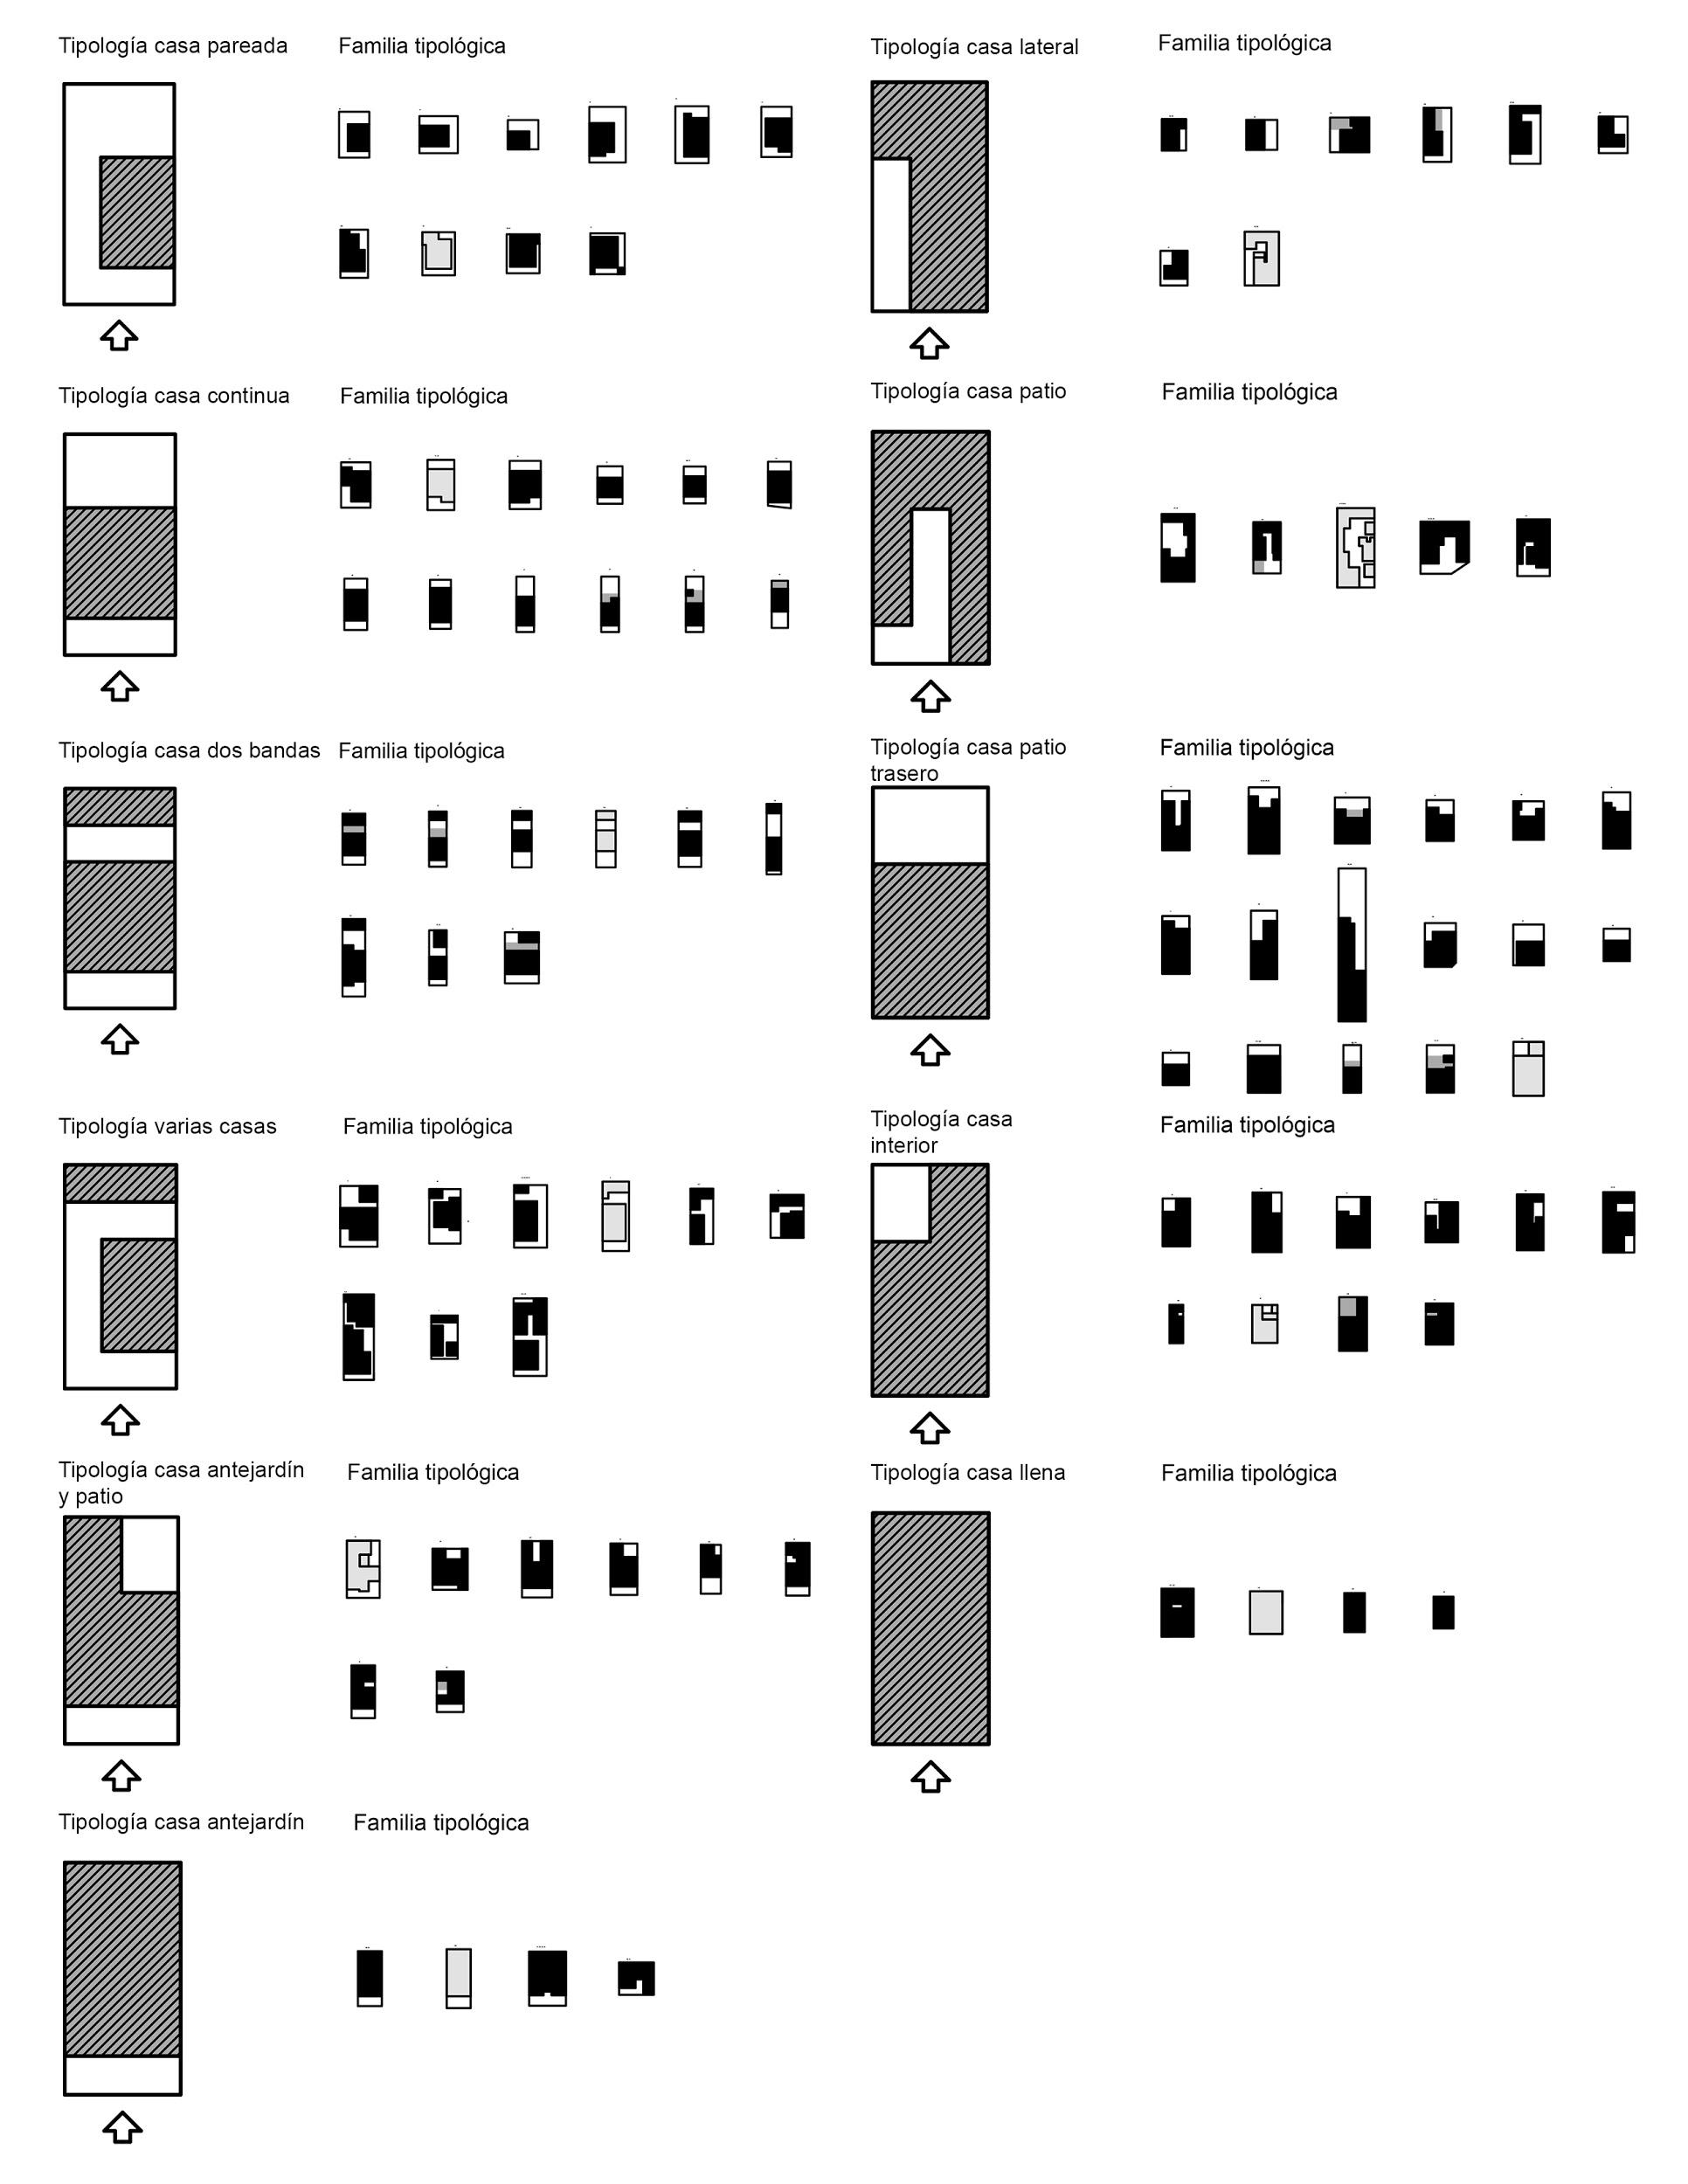 Tipología casa pareada
Familia tipológica
Tipología casa lateral
Familia tipológica
Tipología casa continua
Familia tipológica
Tipología casa patio
Familia tipológica
Tipología casa dos bandas
Familia tipológica
Tipología casa patio
trasero
Familia tipológica
Tipología varias casas
Familia tipológica
Tipología casa
interior
Familia tipológica
Tipología casa antejardín
y patio
Familia tipológica
Tipología casa llena
Familia tipológica
Tipología casa antejardín
Familia tipológica